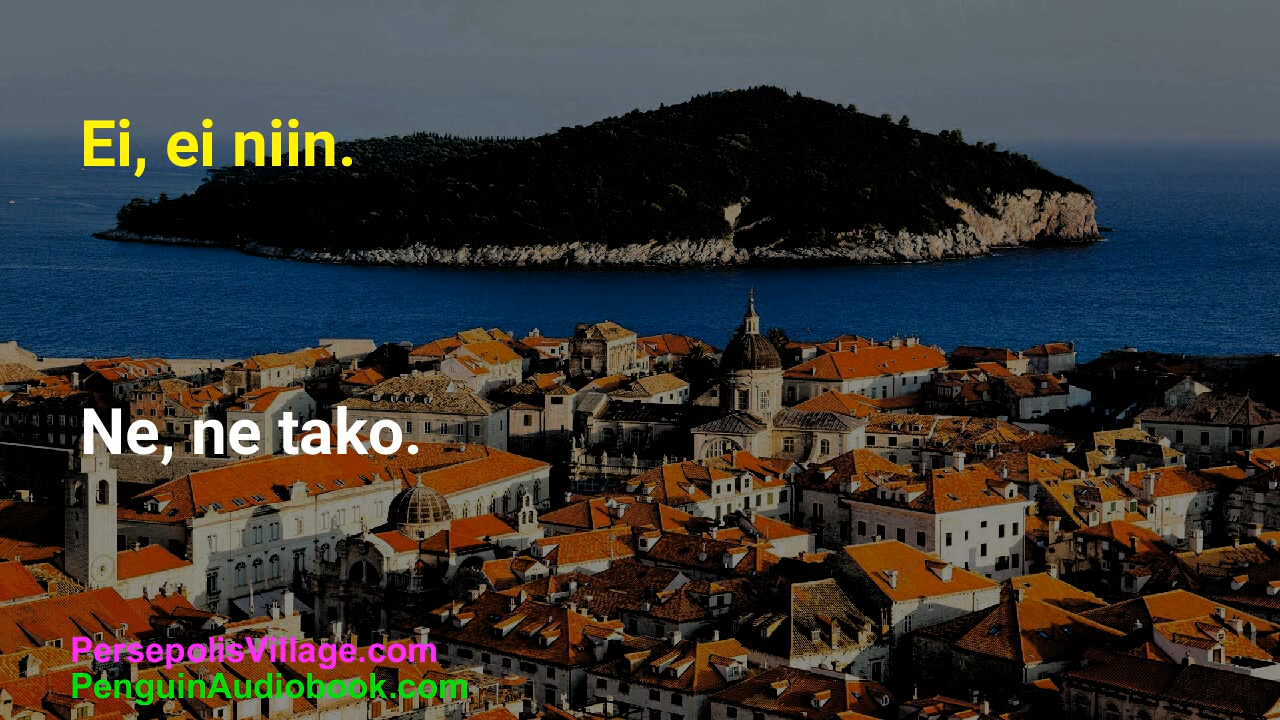 Ei, ei niin.
Ne, ne tako.
PersepolisVillage.com
PenguinAudiobook.com